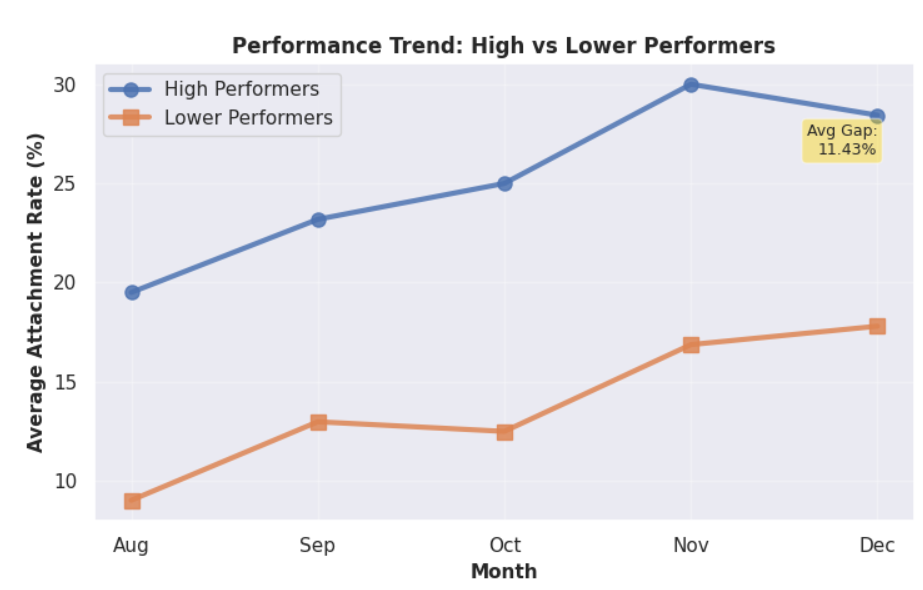 Performance Trend: High vs Lower Performers
High Performers
Lower Performers
Avg Gap:
11.43%
Average Attachment Rate (%)
30
25
20
15
10
Aug Sep Oct Nov Dec
Month